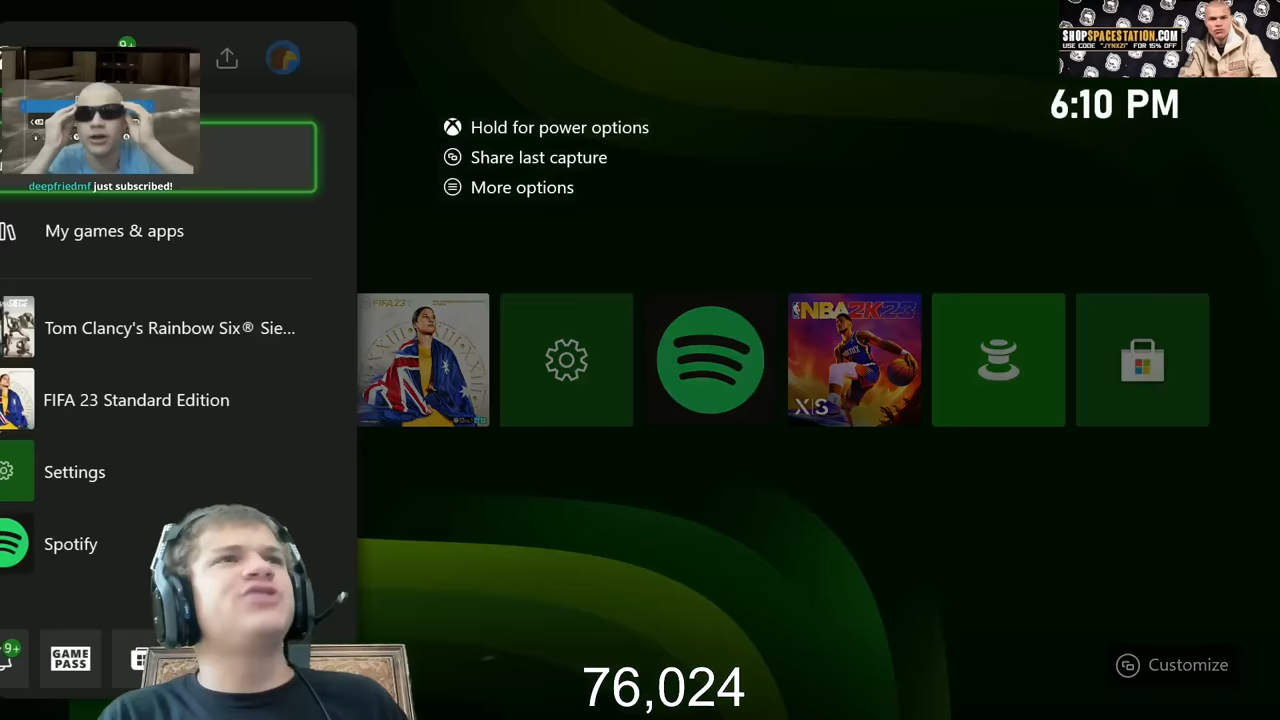 9+
deepfriedmf just subscribed!
My games & apps
Tom Clancy's Rainbow Six® Sie...
FIFA 23 Standard Edition
Settings
Spotify
9+
GAME
PASS
Hold for power options
Share last capture
More options
FIFA 23
NBA 2K23
X|S
SHOPSPACESTATION.COM
USE CODE "JYNXZI" FOR 15% OFF
6:10 PM
Customize
76,024